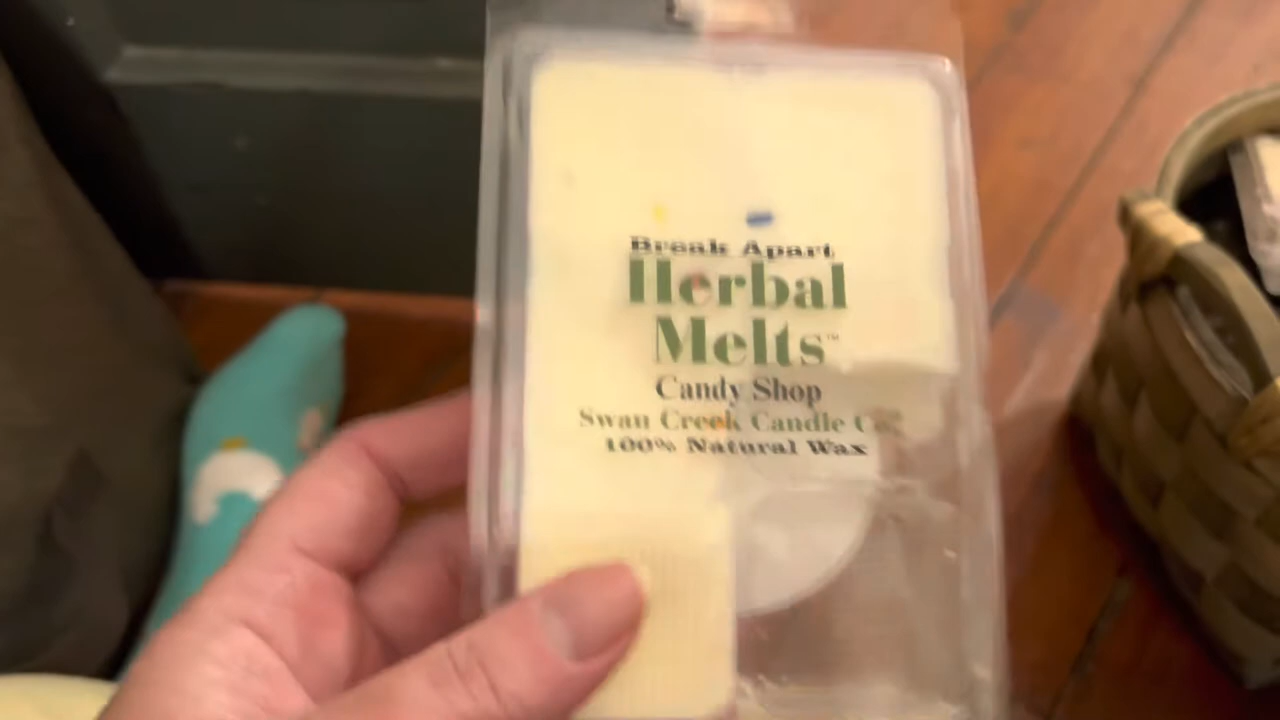 Break Apart
Herbal
Melts™
Candy Shop
Swan Creek Candle Co.
100% Natural Wax